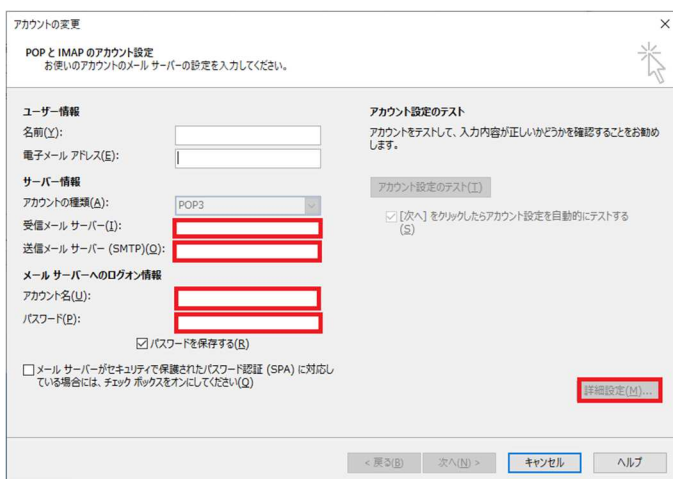 アカウントの変更
POP と IMAP のアカウント設定
お使いのアカウントのメール サーバーの設定を入力してください。
ユーザー情報
名前(Y):
電子メール アドレス(E):
サーバー情報
アカウントの種類(A):
POP3
受信メール サーバー(I):
送信メール サーバー (SMTP)(O):
メール サーバーへのログオン情報
アカウント名(U):
パスワード(P):
パスワードを保存する(R)
メール サーバーがセキュリティで保護されたパスワード認証 (SPA) に対応し
ている場合には、チェック ボックスをオンにしてください(Q)
アカウント設定のテスト
アカウントをテストして、入力内容が正しいかどうかを確認することをお勧め
します。
アカウント設定のテスト(T)
[次へ] をクリックしたらアカウント設定を自動的にテストする
(S)
詳細設定(M)...
< 戻る(B)
次へ(N) >
キャンセル
ヘルプ